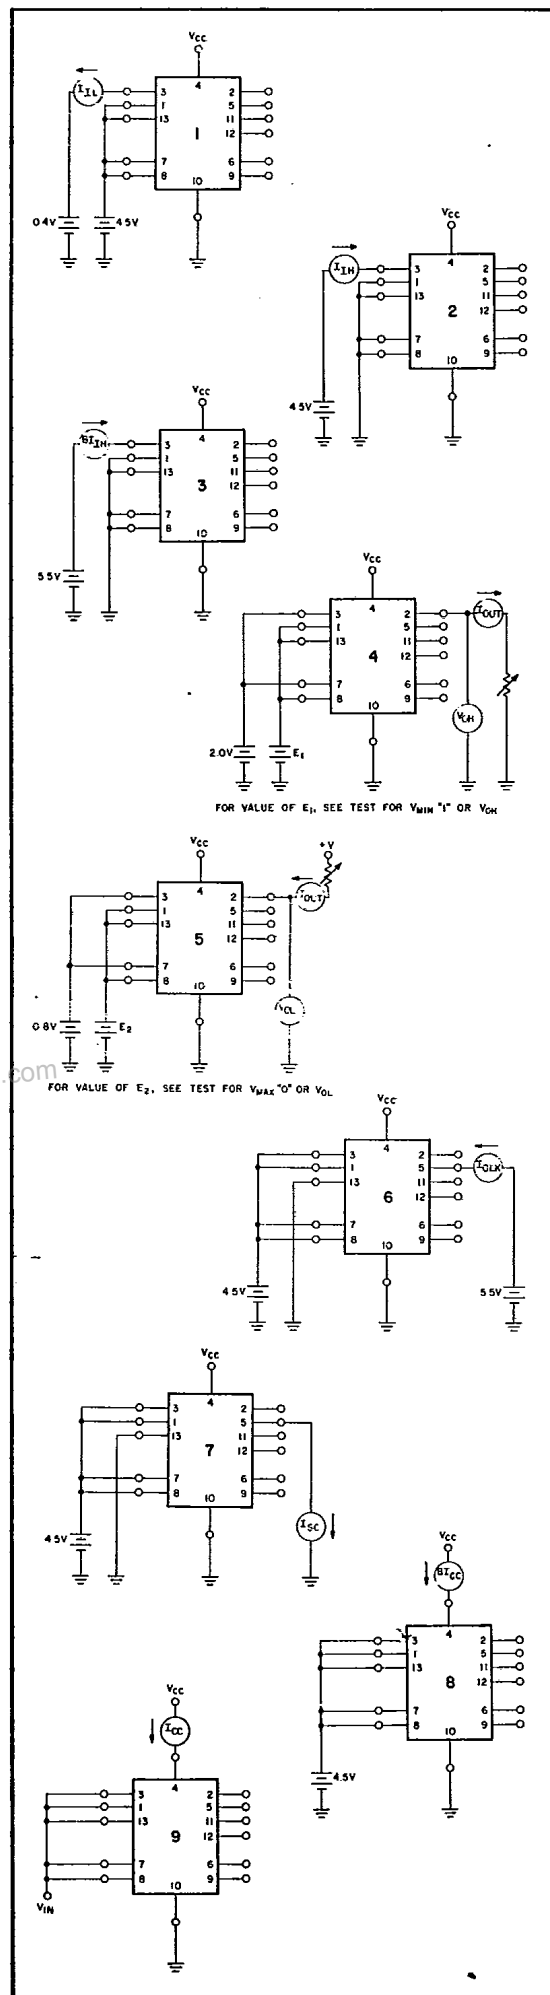 VCC
4
IIL
3 2
1 5
13 11
1 12
7 6
8 9
10
0.4V 4.5V
VCC
4
IIH
3 2
1 5
13 11
2 12
7 6
8 9
10
4.5V
VCC
4
BIIH
3 2
1 5
13 11
3 12
7 6
8 9
10
5.5V
VCC
4
3 2 IOUT
1 5
13 11
4 12
7 6
8 9
10 VOH
2.0V E1
FOR VALUE OF E1, SEE TEST FOR VMIN "1" OR VOH
VCC
+V
4
3 2 IOUT
1 5
13 11
5 12
7 6
8 9
10 VOL
0.8V E2
.com
FOR VALUE OF E2, SEE TEST FOR VMAX "0" OR VOL
VCC
4
3 2
1 5 IOLK
13 11
6 12
7 6
8 9
10
4.5V 5.5V
VCC
4
3 2
1 5
13 11
7 12
7 6
8 9
10
4.5V ISC
VCC
BICC
4
3 2
1 5
13 11
8 12
7 6
8 9
10
4.5V
VCC
ICC
4
3 2
1 5
13 11
9 12
7 6
8 9
10
VIN